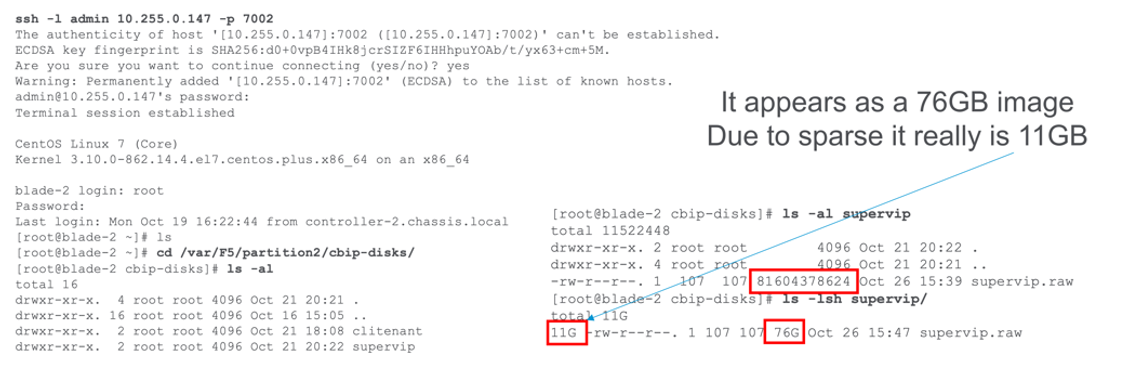 ssh -l admin 10.255.0.147 -p 7002
The authenticity of host '[10.255.0.147]:7002 ([10.255.0.147]:7002)' can't be established.
ECDSA key fingerprint is SHA256:d0+0vpB4IHk8jcrSIZF6IHHhpuYOAb/t/yx63+cm+5M.
Are you sure you want to continue connecting (yes/no)? yes
Warning: Permanently added '[10.255.0.147]:7002' (ECDSA) to the list of known hosts.
admin@10.255.0.147's password:
Terminal session established
CentOS Linux 7 (Core)
Kernel 3.10.0-862.14.4.el7.centos.plus.x86_64 on an x86_64
blade-2 login: root
Password:
Last login: Mon Oct 19 16:22:44 from controller-2.chassis.local
[root@blade-2 ~]# ls
[root@blade-2 ~]# cd /var/F5/partition2/cbip-disks/
[root@blade-2 cbip-disks]# ls -al
total 16
drwxr-xr-x.  4 root root 4096 Oct 21 20:21 .
drwxr-xr-x. 16 root root 4096 Oct 16 15:05 ..
drwxr-xr-x.  2 root root 4096 Oct 21 18:08 clitenant
drwxr-xr-x.  2 root root 4096 Oct 21 20:22 supervip
It appears as a 76GB image
Due to sparse it really is 11GB
[root@blade-2 cbip-disks]# ls -al supervip
total 11522448
drwxr-xr-x. 2 root root 4096 Oct 21 20:22 .
drwxr-xr-x. 4 root root 4096 Oct 21 20:21 ..
-rw-r--r--. 1 107 107 81604378624 Oct 26 15:39 supervip.raw
[root@blade-2 cbip-disks]# ls -lsh supervip/
total 11G
11G -rw-r--r--. 1 107 107 76G Oct 26 15:47 supervip.raw